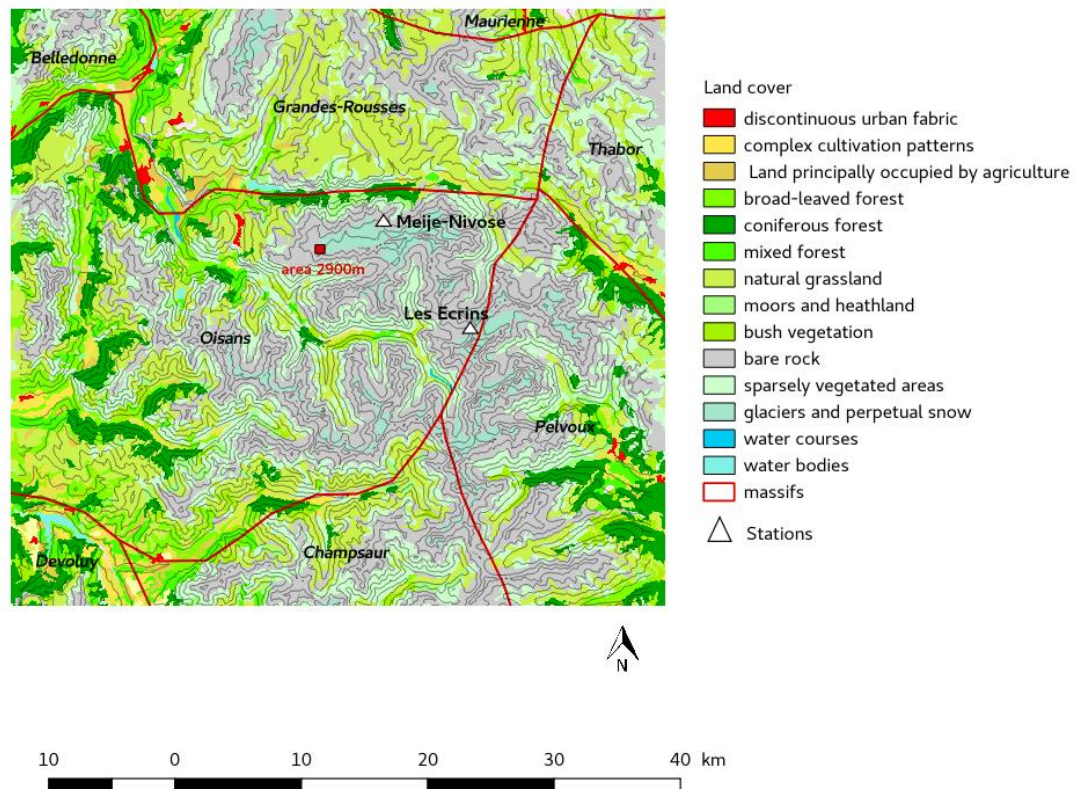 Maurienne
Belledonne
Grandes-Rousses
Thabor
Meije-Nivose
area 2900m
Les Ecrins
Oisans
Pelvoux
Champsaur
Devoluy
Land cover
discontinuous urban fabric
complex cultivation patterns
Land principally occupied by agriculture
broad-leaved forest
coniferous forest
mixed forest
natural grassland
moors and heathland
bush vegetation
bare rock
sparsely vegetated areas
glaciers and perpetual snow
water courses
water bodies
massifs
Stations
N
10 0 10 20 30 40 km